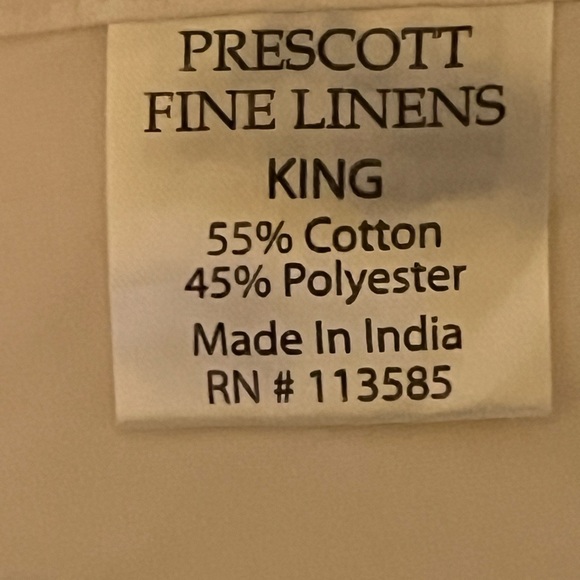 PRESCOTT
FINE LINENS
KING
55% Cotton
45% Polyester
Made In India
RN # 113585